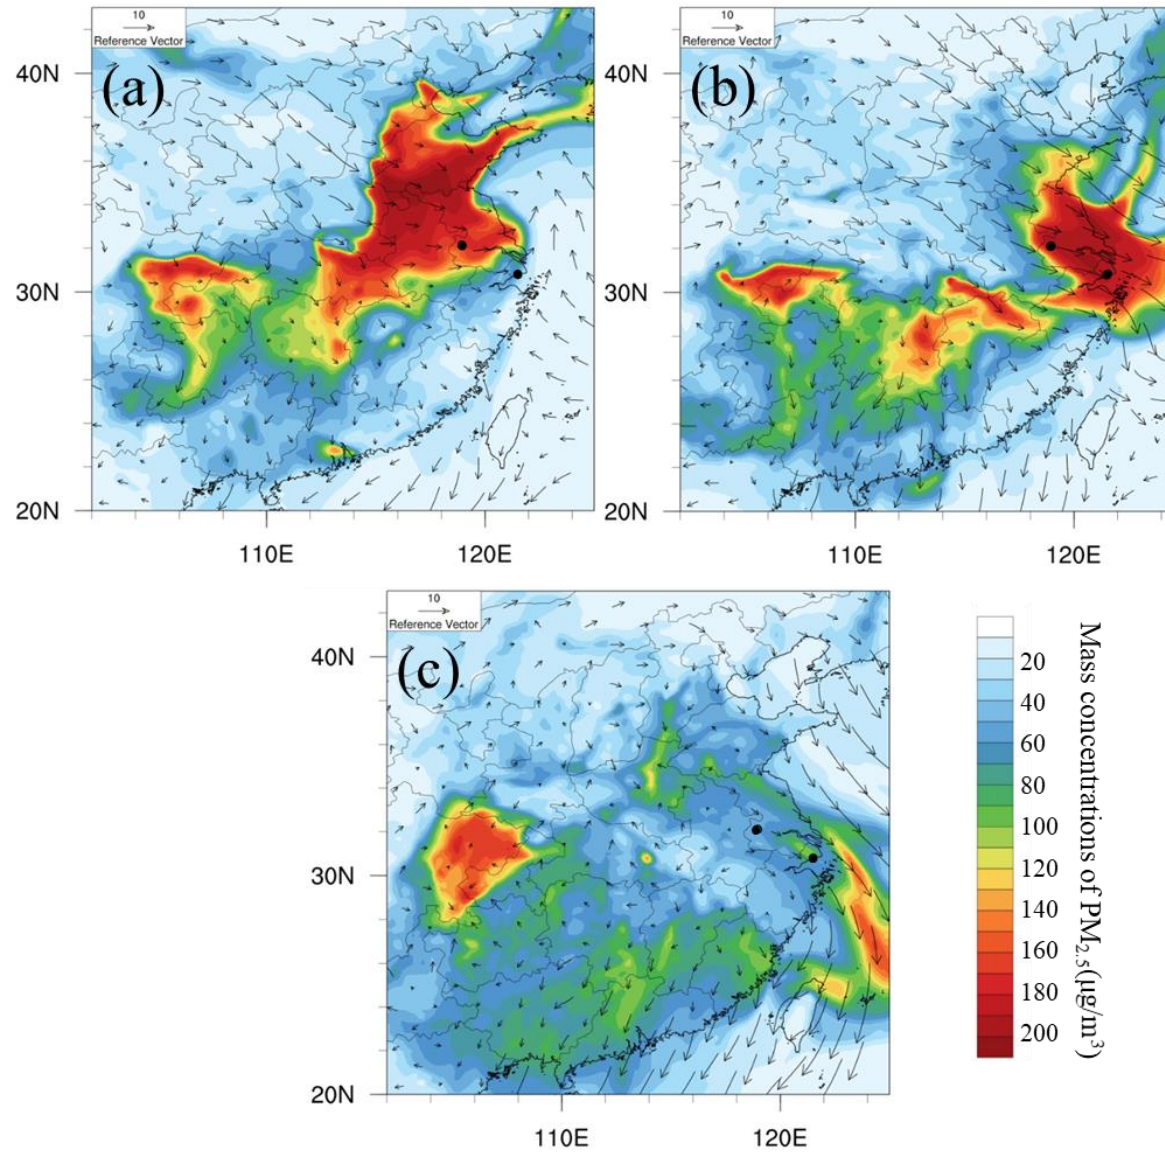 10
Reference Vector
(a)
40N
30N
20N
110E
120E
10
Reference Vector
(b)
40N
30N
20N
110E
120E
10
Reference Vector
(c)
40N
30N
20N
110E
120E
20
40
60
80
100
120
140
160
180
200
Mass concentrations of PM₂.₅(μg/m³)